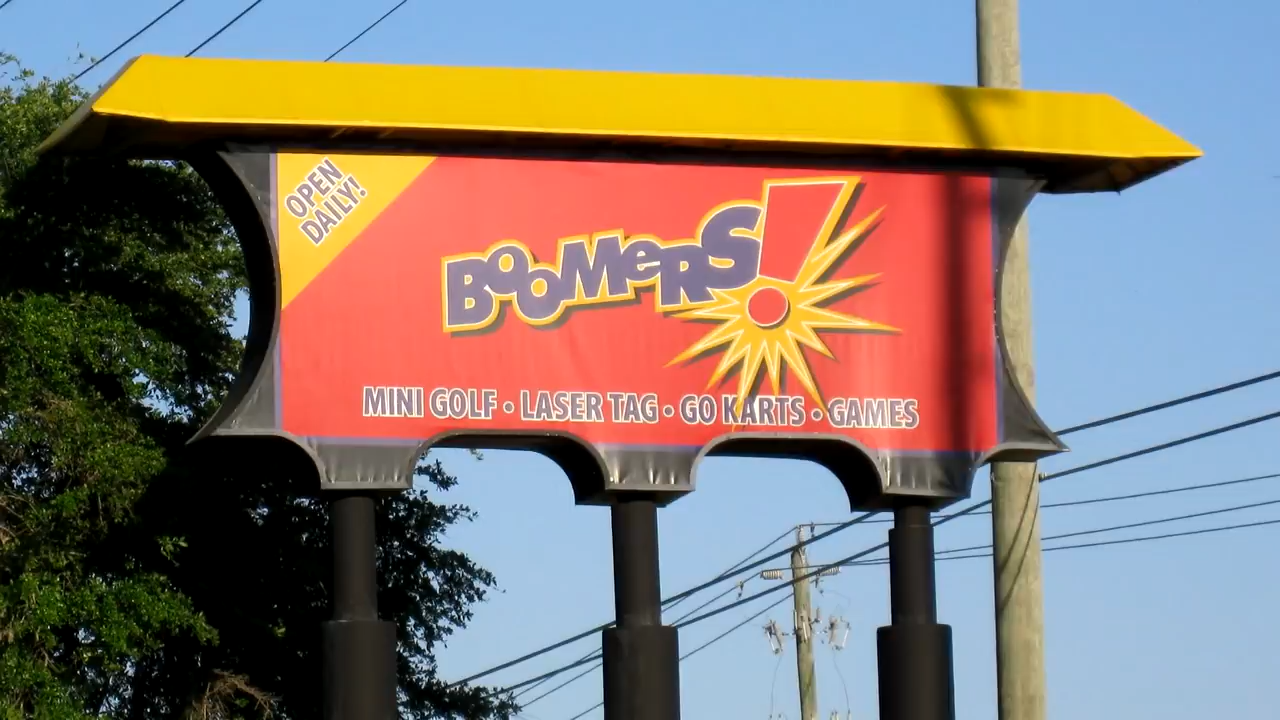 OPEN
DAILY!
BOOMERS!
MINI GOLF • LASER TAG • GO KARTS • GAMES